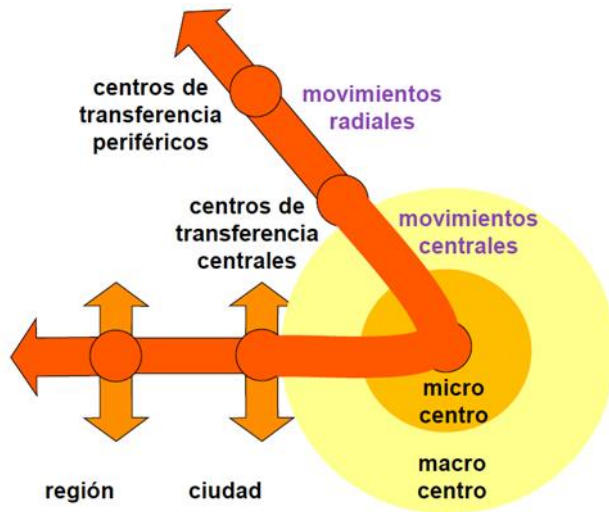 centros de
transferencia
periféricos
movimientos
radiales
centros de
transferencia
centrales
movimientos
centrales
micro
centro
macro
centro
región
ciudad